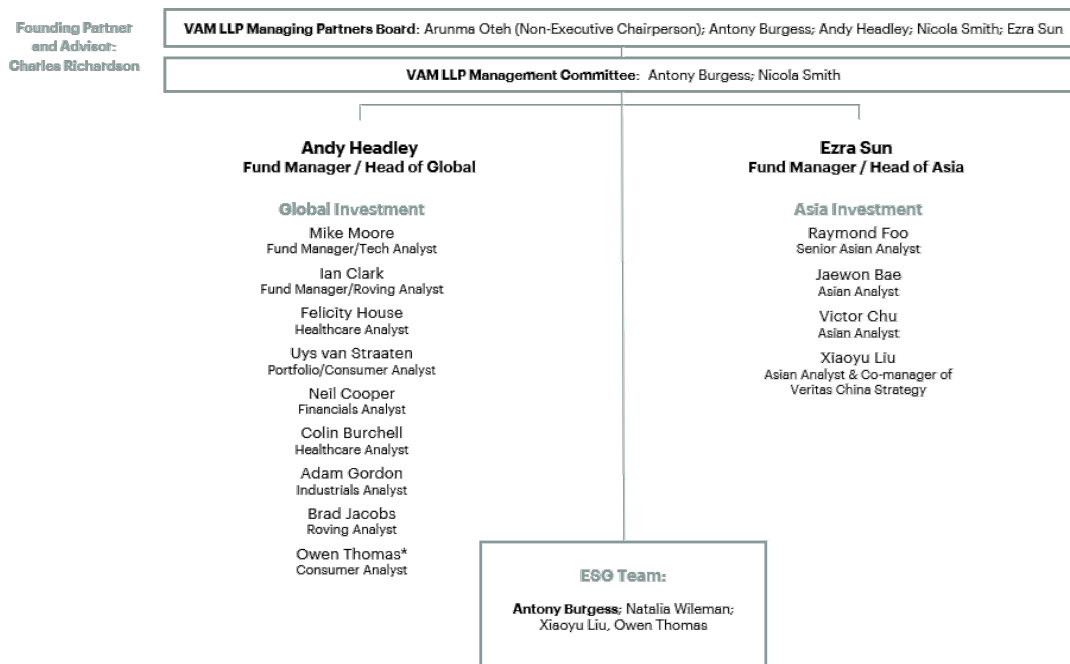 Founding Partner
and Advisor:
Charles Richardson
VAM LLP Managing Partners Board: Arunma Oteh (Non-Executive Chairperson); Antony Burgess; Andy Headley; Nicola Smith; Ezra Sun
VAM LLP Management Committee: Antony Burgess; Nicola Smith
Andy Headley
Fund Manager / Head of Global
Global Investment
Mike Moore
Fund Manager/Tech Analyst
Ian Clark
Fund Manager/Roving Analyst
Felicity House
Healthcare Analyst
Uys van Straaten
Portfolio/Consumer Analyst
Neil Cooper
Financials Analyst
Colin Burchell
Healthcare Analyst
Adam Gordon
Industrials Analyst
Brad Jacobs
Roving Analyst
Owen Thomas*
Consumer Analyst
Ezra Sun
Fund Manager / Head of Asia
Asia Investment
Raymond Foo
Senior Asian Analyst
Jaewon Bae
Asian Analyst
Victor Chu
Asian Analyst
Xiaoyu Liu
Asian Analyst & Co-manager of
Veritas China Strategy
ESG Team:
Antony Burgess; Natalia Wileman;
Xiaoyu Liu, Owen Thomas